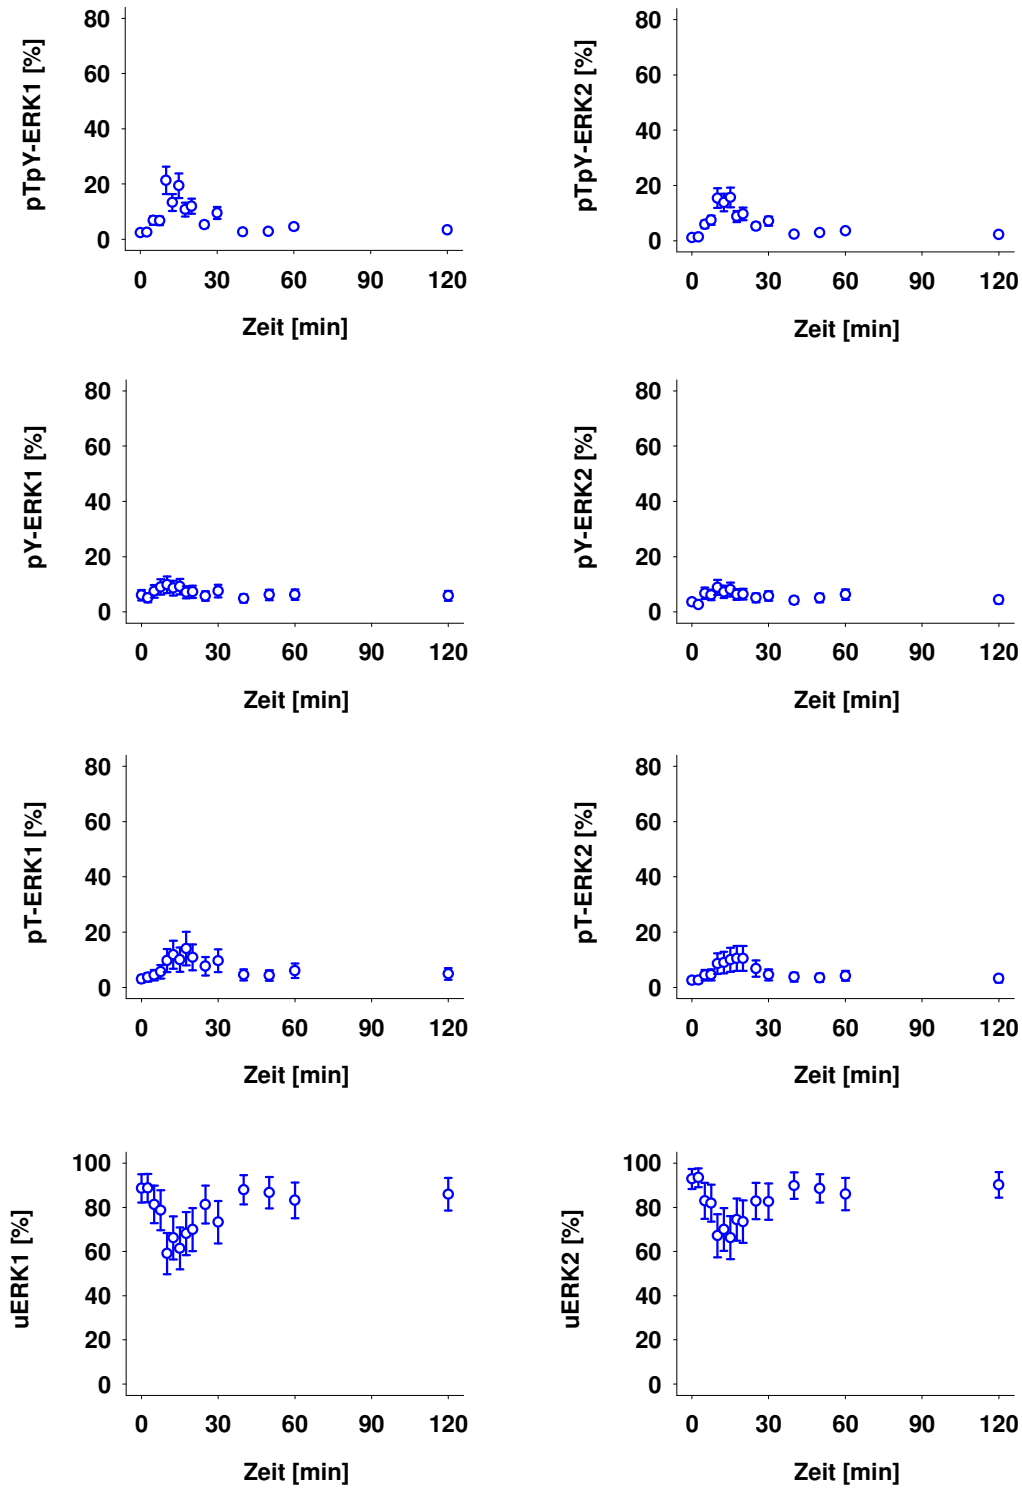 pTpY-ERK1 [%]
80
60
40
20
0
0 30 60 90 120
Zeit [min]
pTpY-ERK2 [%]
80
60
40
20
0
0 30 60 90 120
Zeit [min]
pY-ERK1 [%]
80
60
40
20
0
0 30 60 90 120
Zeit [min]
pY-ERK2 [%]
80
60
40
20
0
0 30 60 90 120
Zeit [min]
pT-ERK1 [%]
80
60
40
20
0
0 30 60 90 120
Zeit [min]
pT-ERK2 [%]
80
60
40
20
0
0 30 60 90 120
Zeit [min]
uERK1 [%]
100
80
60
40
20
0
0 30 60 90 120
Zeit [min]
uERK2 [%]
100
80
60
40
20
0
0 30 60 90 120
Zeit [min]